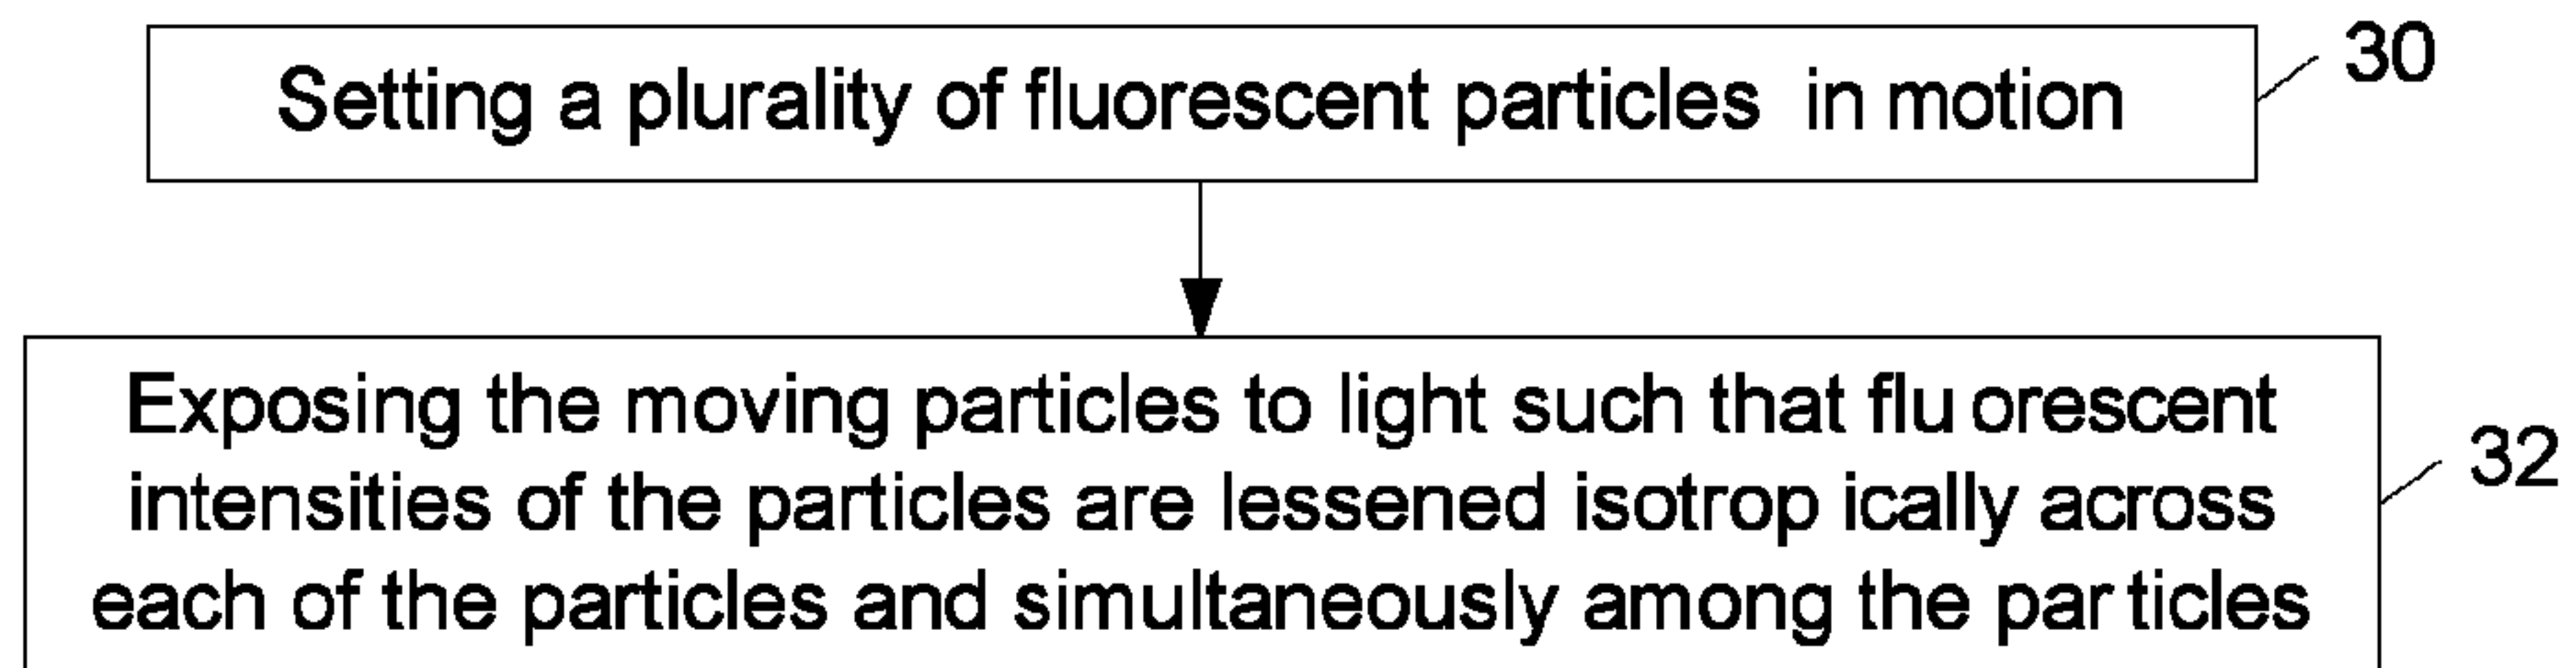 Setting a plurality of fluorescent particles in motion
30
Exposing the moving particles to light such that flu orescent
intensities of the particles are lessened isotrop ically across
32
each of the particles and simultaneously among the par ticles